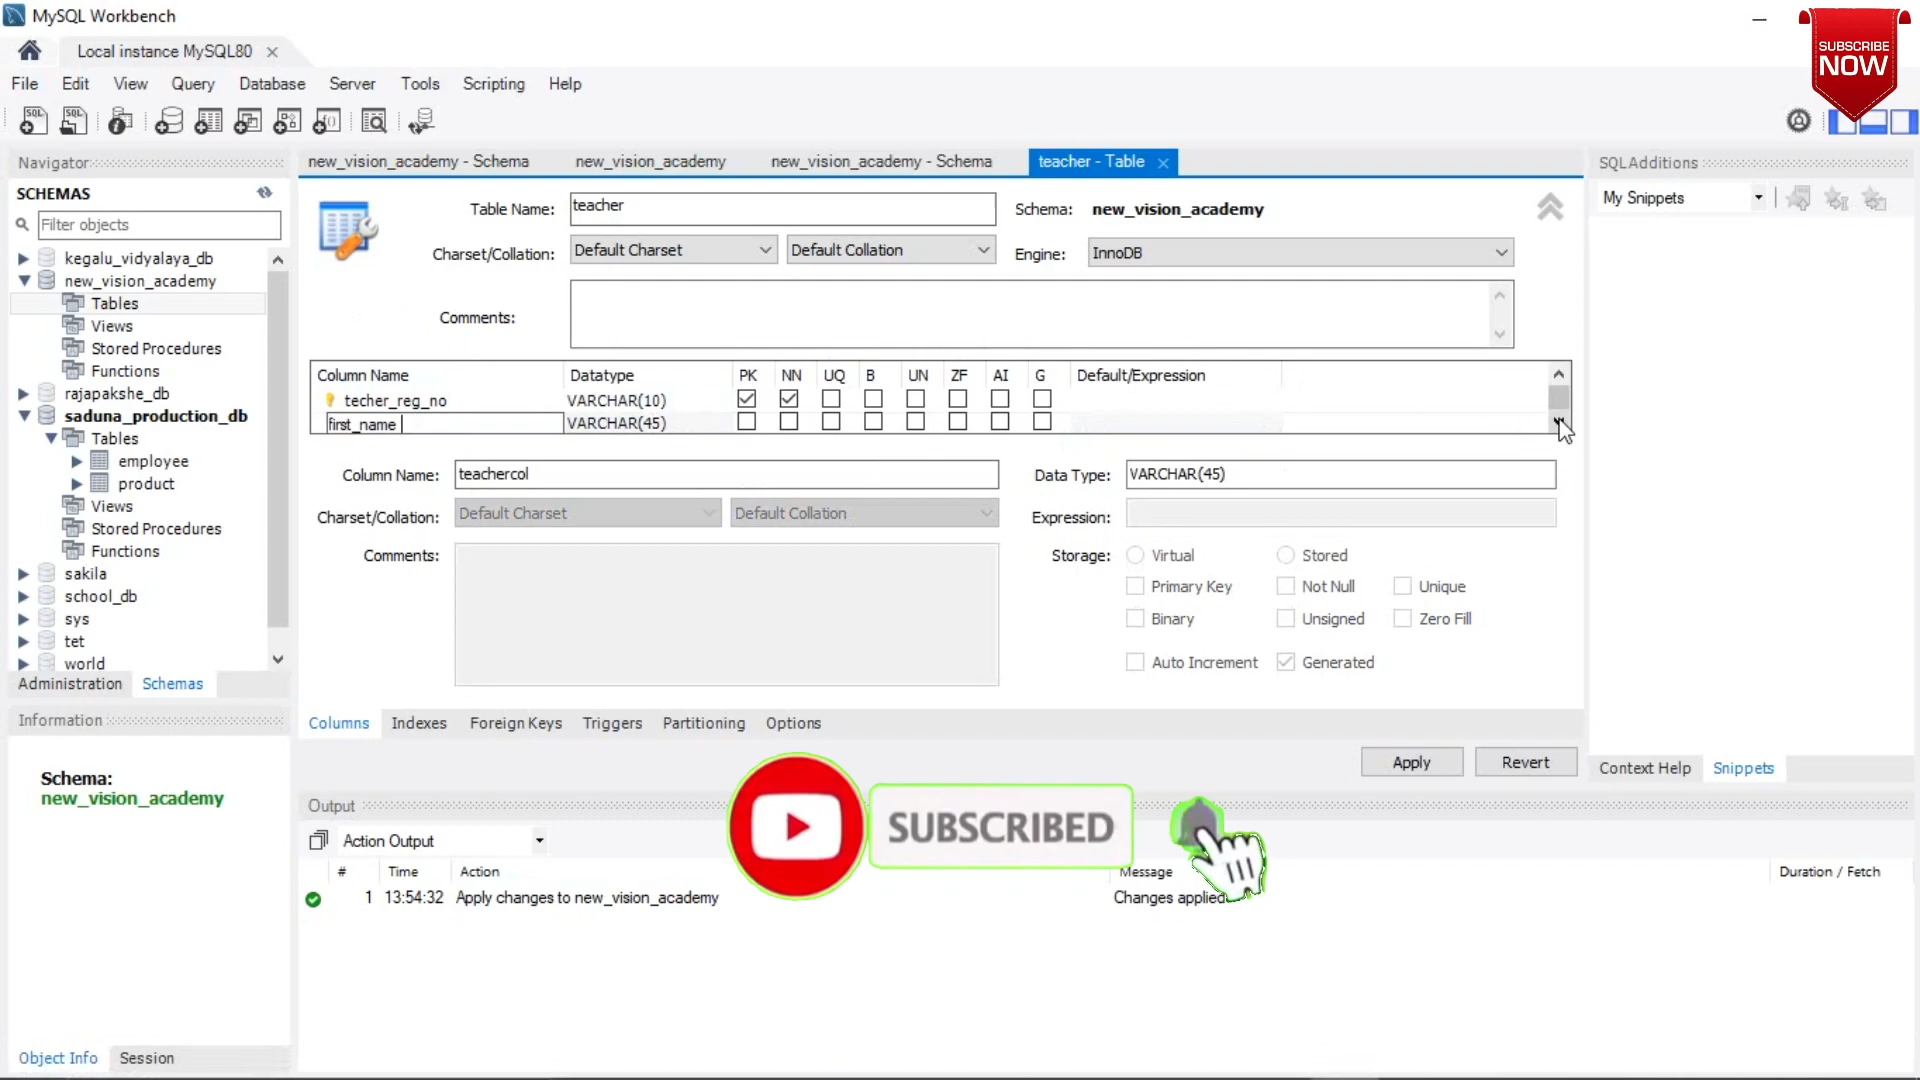 MySQL Workbench
SUBSCRIBE
NOW
Local instance MySQL80
File Edit View Query Database Server Tools Scripting Help
SQL SQL
Navigator
new_vision_academy - Schema new_vision_academy new_vision_academy - Schema teacher - Table
SQLAdditions
SCHEMAS
My Snippets
Filter objects
Table Name: teacher Schema: new_vision_academy
Charset/Collation: Default Charset Default Collation Engine: InnoDB
Comments:
kegalu_vidyalaya_db
new_vision_academy
Tables
Views
Stored Procedures
Functions
rajapakshe_db
saduna_production_db
Tables
employee
product
Views
Stored Procedures
Functions
sakila
school_db
sys
tet
world
Column Name Datatype PK NN UQ B UN ZF AI G Default/Expression
techer_reg_no VARCHAR(10)
first_name VARCHAR(45)
Column Name: teachercol Data Type: VARCHAR(45)
Charset/Collation: Default Charset Default Collation Expression:
Comments: Storage: Virtual Stored
Primary Key Not Null Unique
Binary Unsigned Zero Fill
Auto Increment Generated
Administration Schemas
Columns Indexes Foreign Keys Triggers Partitioning Options
Information
Apply Revert
Context Help Snippets
Schema:
new_vision_academy
Output
SUBSCRIBED
Action Output
# Time Action Message Duration / Fetch
1 13:54:32 Apply changes to new_vision_academy Changes applied
Object Info Session